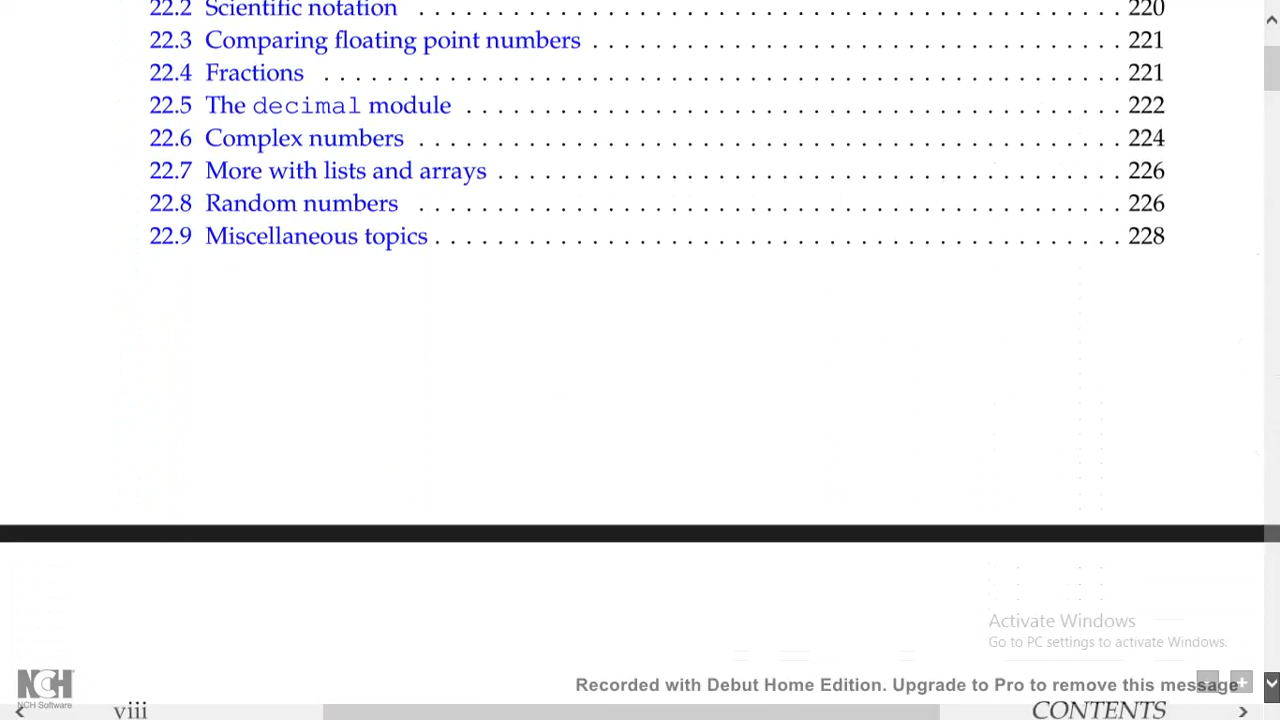 22.2 Scientific notation . . . . . . . . . . . . . . . . . . . . . . . . . . . . . . . . . . . . . . . . . . . . . 220
22.3 Comparing floating point numbers . . . . . . . . . . . . . . . . . . . . . . . . . . . . . . . . . . 221
22.4 Fractions . . . . . . . . . . . . . . . . . . . . . . . . . . . . . . . . . . . . . . . . . . . . . . . . . . . 221
22.5 The decimal module . . . . . . . . . . . . . . . . . . . . . . . . . . . . . . . . . . . . . . . . . . 222
22.6 Complex numbers . . . . . . . . . . . . . . . . . . . . . . . . . . . . . . . . . . . . . . . . . . . . . 224
22.7 More with lists and arrays . . . . . . . . . . . . . . . . . . . . . . . . . . . . . . . . . . . . . . . . 226
22.8 Random numbers . . . . . . . . . . . . . . . . . . . . . . . . . . . . . . . . . . . . . . . . . . . . . 226
22.9 Miscellaneous topics . . . . . . . . . . . . . . . . . . . . . . . . . . . . . . . . . . . . . . . . . . . . 228
Activate Windows
Go to PC settings to activate Windows.
NCH
NCH Software
Recorded with Debut Home Edition. Upgrade to Pro to remove this message
viii CONTENTS